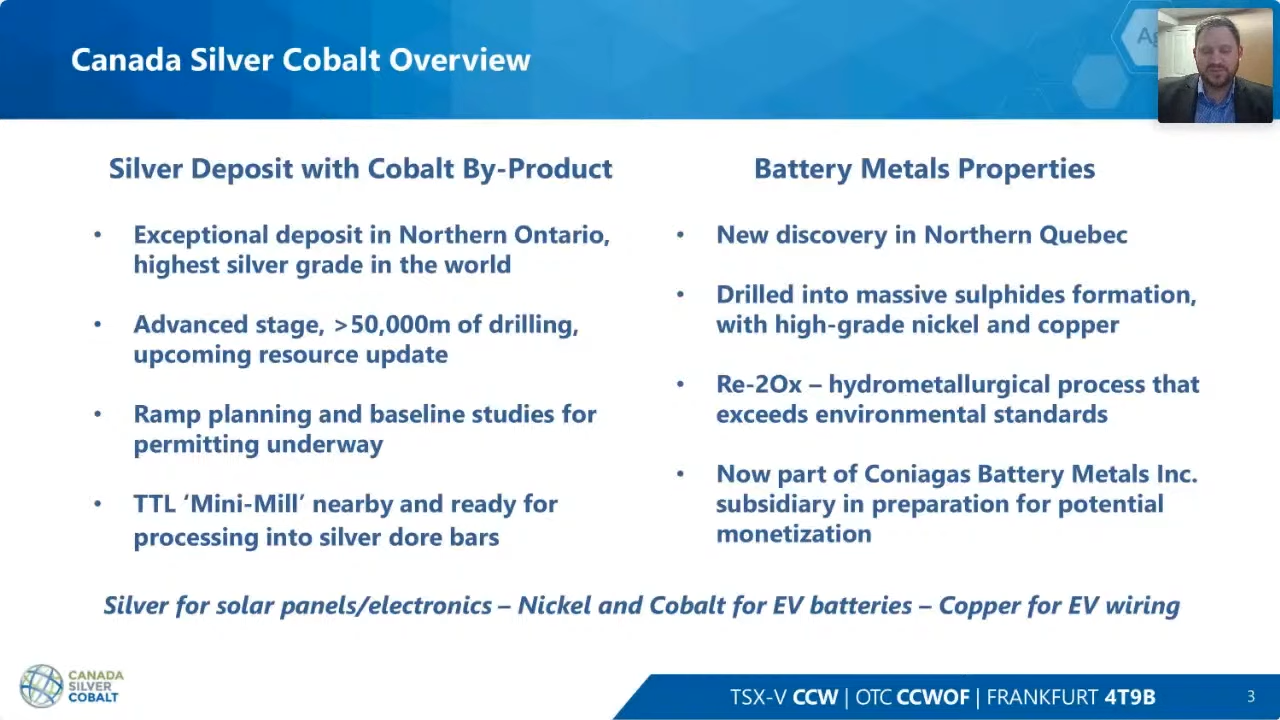 Canada Silver Cobalt Overview
Ag
Silver Deposit with Cobalt By-Product
• Exceptional deposit in Northern Ontario,
highest silver grade in the world
• Advanced stage, >50,000m of drilling,
upcoming resource update
• Ramp planning and baseline studies for
permitting underway
• TTL ‘Mini-Mill’ nearby and ready for
processing into silver dore bars
Battery Metals Properties
• New discovery in Northern Quebec
• Drilled into massive sulphides formation,
with high-grade nickel and copper
• Re-2Ox – hydrometallurgical process that
exceeds environmental standards
• Now part of Coniagas Battery Metals Inc.
subsidiary in preparation for potential
monetization
Silver for solar panels/electronics – Nickel and Cobalt for EV batteries – Copper for EV wiring
CANADA
SILVER
COBALT
TSX-V CCW | OTC CCWOF | FRANKFURT 4T9B
3